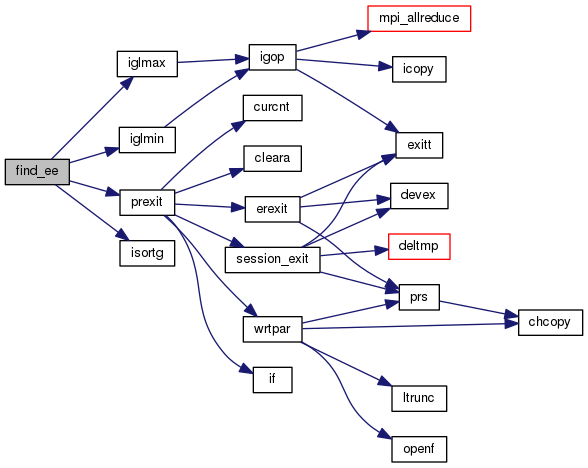 mpi_allreduce
iglmax
igop
icopy
curcnt
iglmin
exitt
find_ee
cleara
prexit
erexit
devex
isortg
session_exit
deltmp
prs
wrtpar
chcopy
if
ltrunc
openf